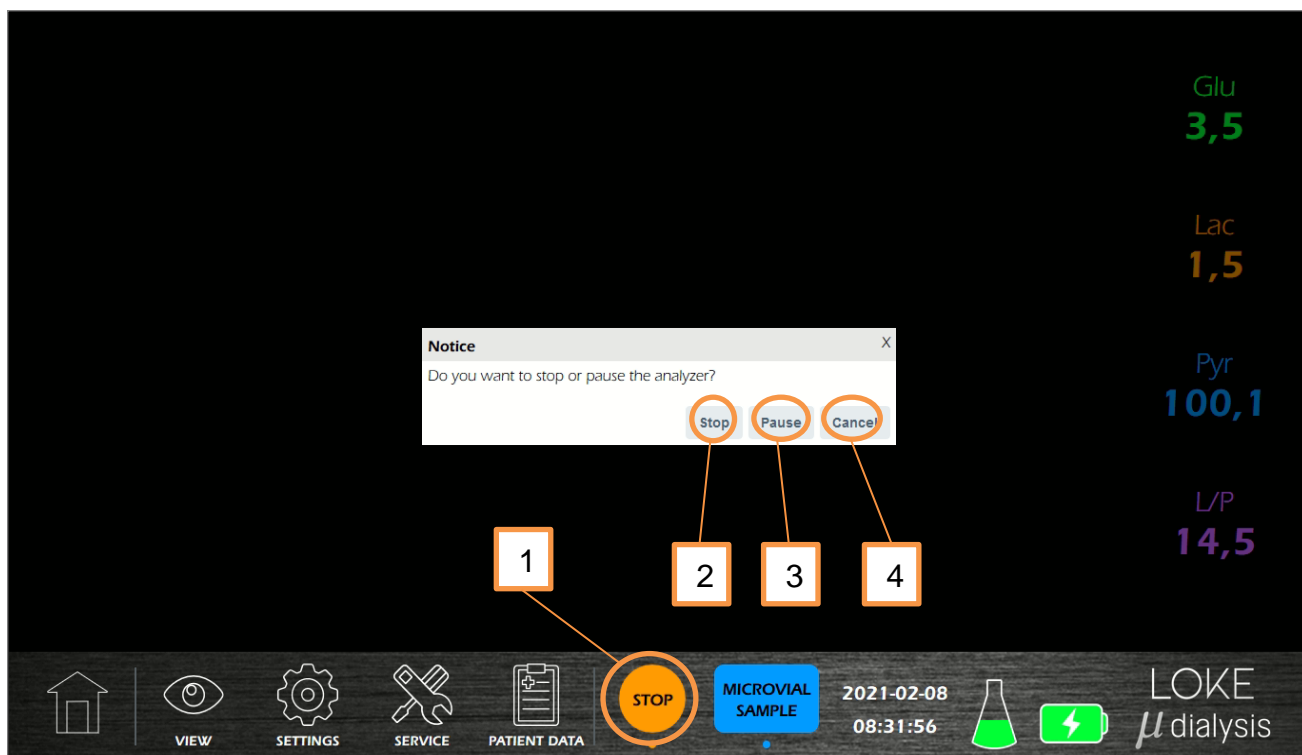 Glu
3,5
Lac
1,5
Notice X
Do you want to stop or pause the analyzer?
Pyr
100,1
Stop Pause Cancel
L/P
14,5
1
2
3
4
STOP
MICROVIAL
SAMPLE
2021-02-08
08:31:56
VIEW
SETTINGS
SERVICE
PATIENT DATA
LOKE
μ dialysis